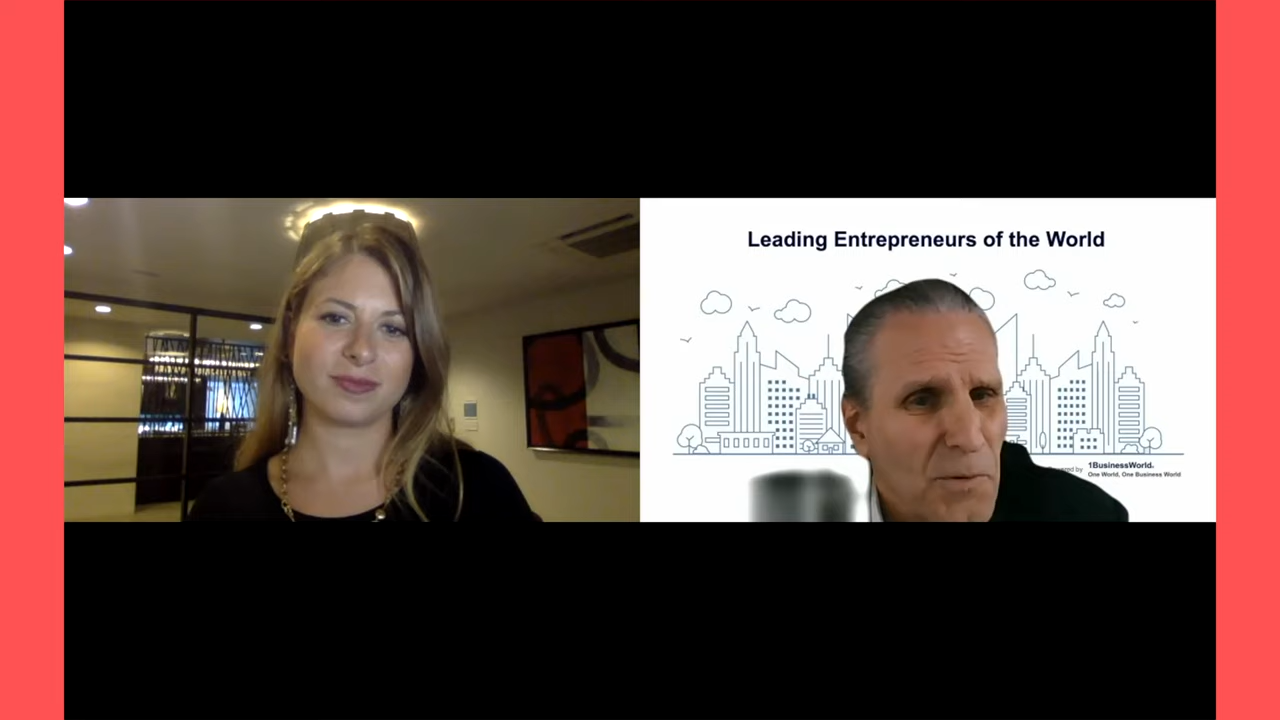 Leading Entrepreneurs of the World
1BusinessWorld.
One World, One Business World